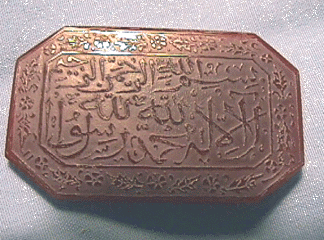 بسم الله الرحمن الرحيم
لا اله الا الله محمد رسول الله